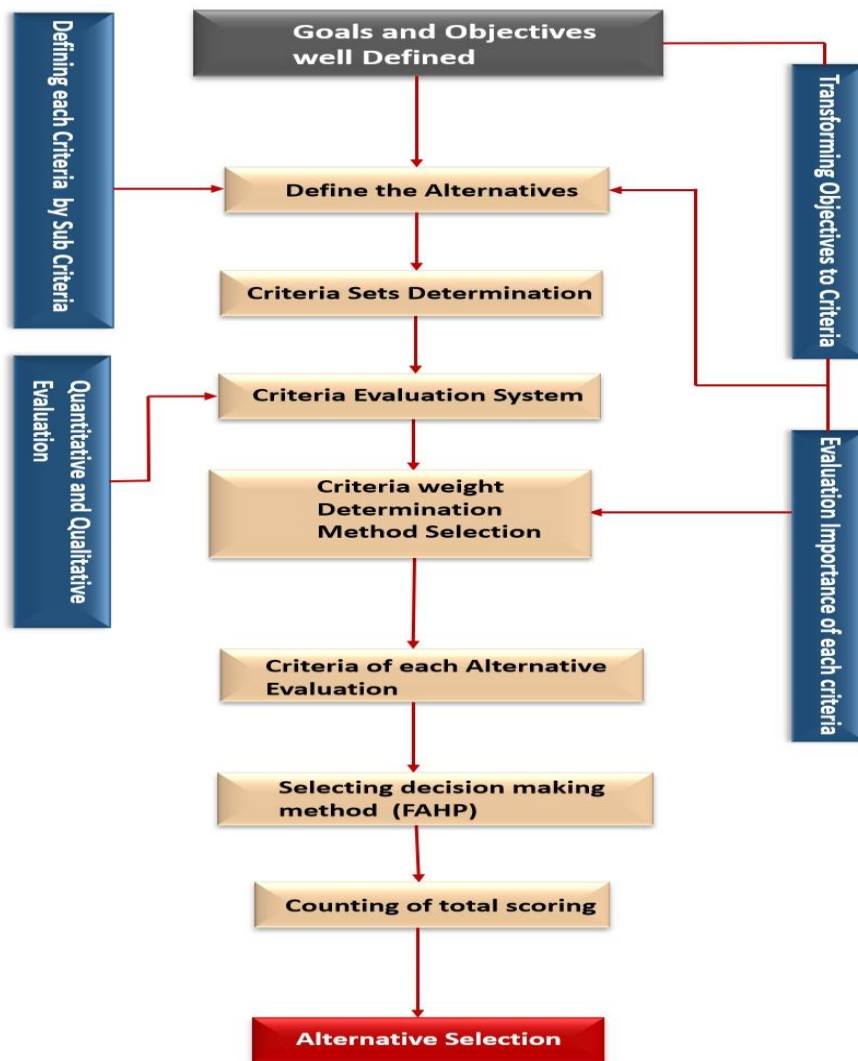 Goals and Objectives
well Defined
Defining each Criteria by Sub Criteria
Transforming Objectives to Criteria
Define the Alternatives
Criteria Sets Determination
Quantitative and Qualitative
Evaluation
Criteria Evaluation System
Evaluation Importance of each criteria
Criteria weight
Determination
Method Selection
Criteria of each Alternative
Evaluation
Selecting decision making
method (FAHP)
Counting of total scoring
Alternative Selection